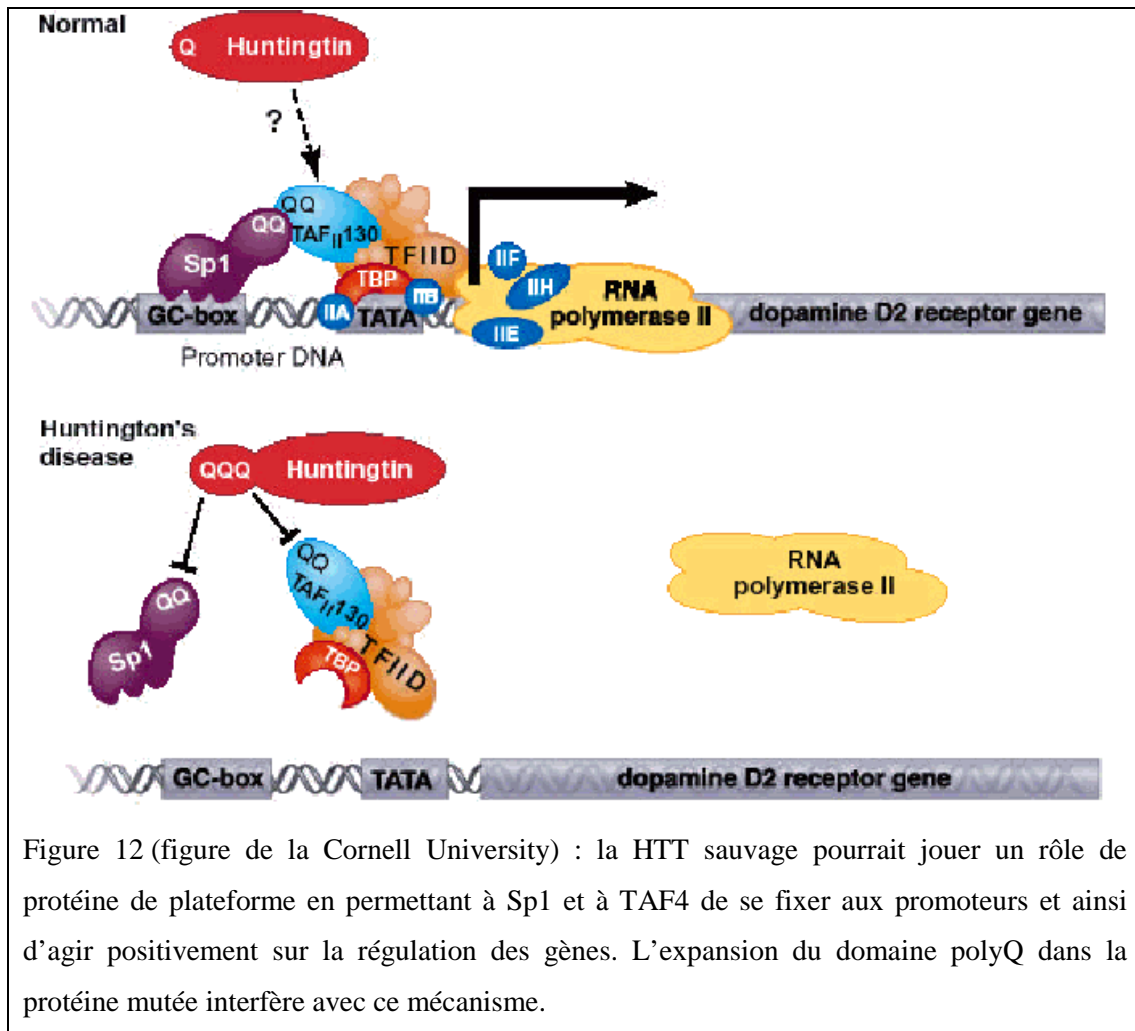 Normal
Q Huntingtin
?
QQ
TAFII130
QQ
Sp1
TFIID
TBP
IIA
IIB
IIF
IIH
IIE
RNA
polymerase II
GC-box
TATA
dopamine D2 receptor gene
Promoter DNA
Huntington's
disease
QQQ Huntingtin
QQ
Sp1
QQ
TAFII130
TFIID
TBP
RNA
polymerase II
GC-box
TATA
dopamine D2 receptor gene
Figure 12 (figure de la Cornell University) : la HTT sauvage pourrait jouer un rôle de
protéine de plateforme en permettant à Sp1 et à TAF4 de se fixer aux promoteurs et ainsi
d’agir positivement sur la régulation des gènes. L’expansion du domaine polyQ dans la
protéine mutée interfère avec ce mécanisme.